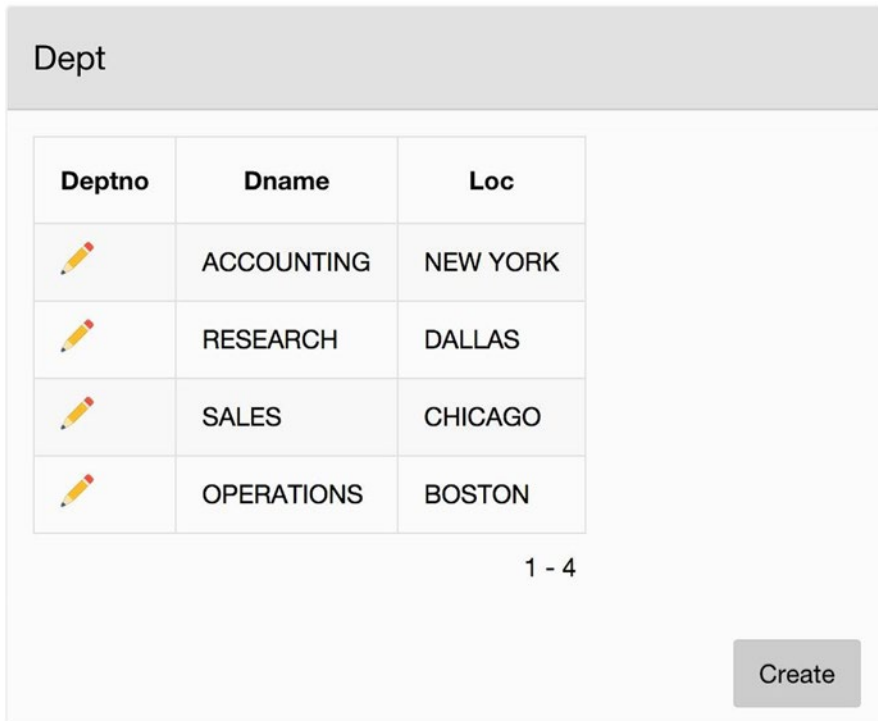 Dept
Deptno Dname Loc
ACCOUNTING NEW YORK
RESEARCH DALLAS
SALES CHICAGO
OPERATIONS BOSTON
1 - 4
Create